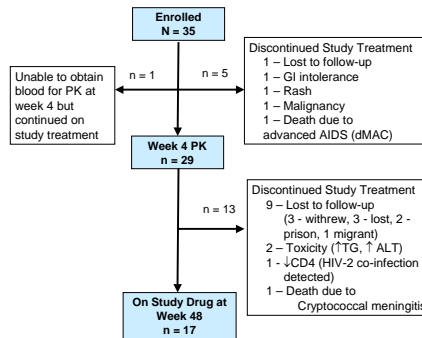 Enrolled
N = 35
Discontinued Study Treatment
1 – Lost to follow-up
1 – GI intolerance
1 – Rash
1 – Malignancy
1 – Death due to
advanced AIDS (dMAC)
n = 1
n = 5
Unable to obtain
blood for PK at
week 4 but
continued on
study treatment
Week 4 PK
n = 29
Discontinued Study Treatment
9 – Lost to follow-up
(3 - withrew, 3 - lost, 2 -
prison, 1 migrant)
2 – Toxicity (↑TG, ↑ ALT)
1 - ↓CD4 (HIV-2 co-infection
detected)
1 – Death due to
Cryptococcal meningitis
n = 13
On Study Drug at
Week 48
n = 17